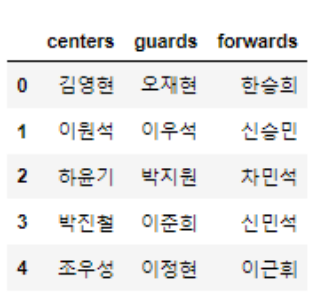 centers guards forwards
0 김영현 오재현 한승희
1 이원석 이우석 신승민
2 하윤기 박지원 차민석
3 박진철 이준희 신민석
4 조우성 이정현 이근휘